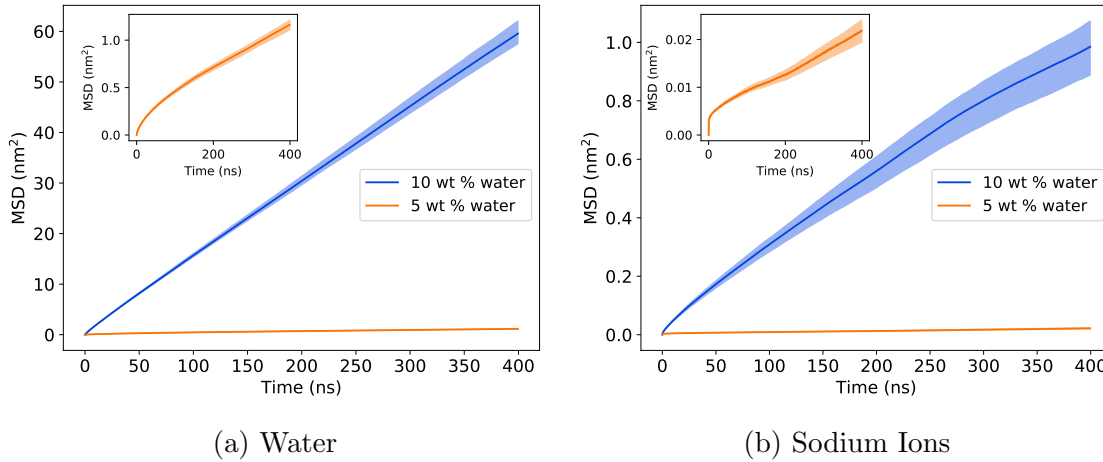 60
50
40
30
20
10
0
MSD (nm²)
0 50 100 150 200 250 300 350 400
Time (ns)
1.0
0.5
0.0
MSD (nm²)
0 200 400
Time (ns)
10 wt % water
5 wt % water
(a) Water
1.0
0.8
0.6
0.4
0.2
0.0
MSD (nm²)
0 50 100 150 200 250 300 350 400
Time (ns)
0.02
0.01
0.00
MSD (nm²)
0 200 400
Time (ns)
10 wt % water
5 wt % water
(b) Sodium Ions